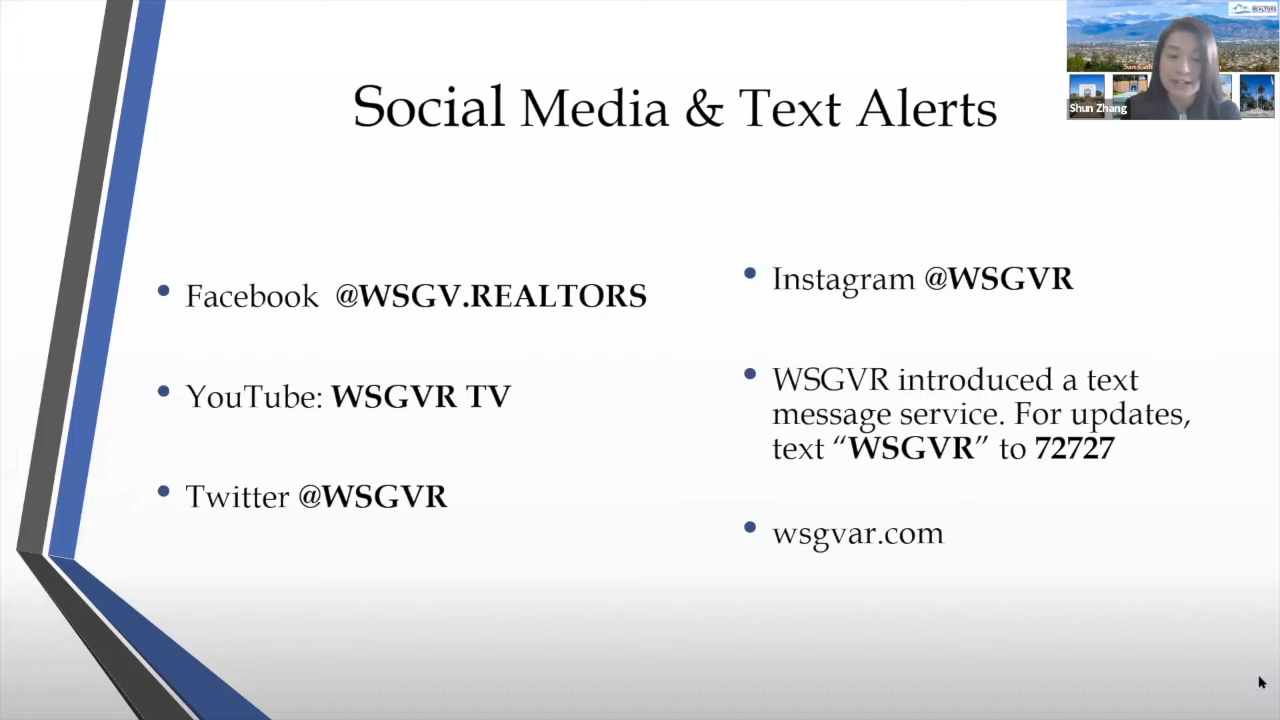 Social Media & Text Alerts
Facebook @WSGV.REALTORS
YouTube: WSGVR TV
Twitter @WSGVR
Instagram @WSGVR
WSGVR introduced a text
message service. For updates,
text “WSGVR” to 72727
wsgvar.com
REALTORS
Shun Zhang